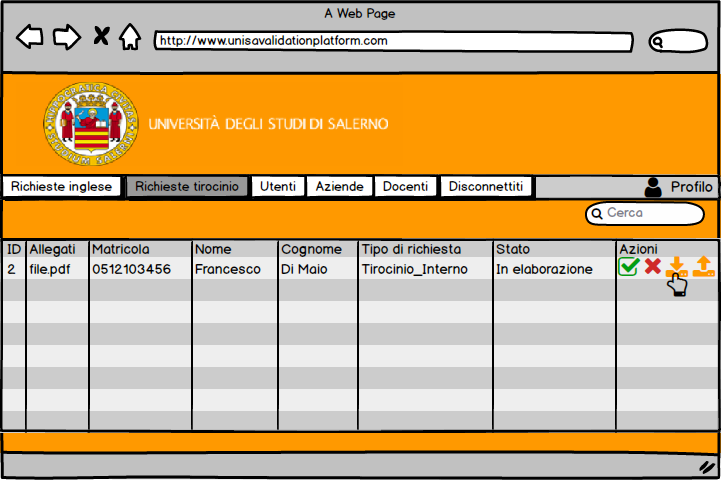 A Web Page
http://www.unisavalidationplatform.com
UNIVERSITÀ DEGLI STUDI DI SALERNO
Richieste inglese Richieste tirocinio Utenti Aziende Docenti Disconnettiti Profilo
Cerca
ID Allegati Matricola Nome Cognome Tipo di richiesta Stato Azioni
2 file.pdf 0512103456 Francesco Di Maio Tirocinio_Interno In elaborazione